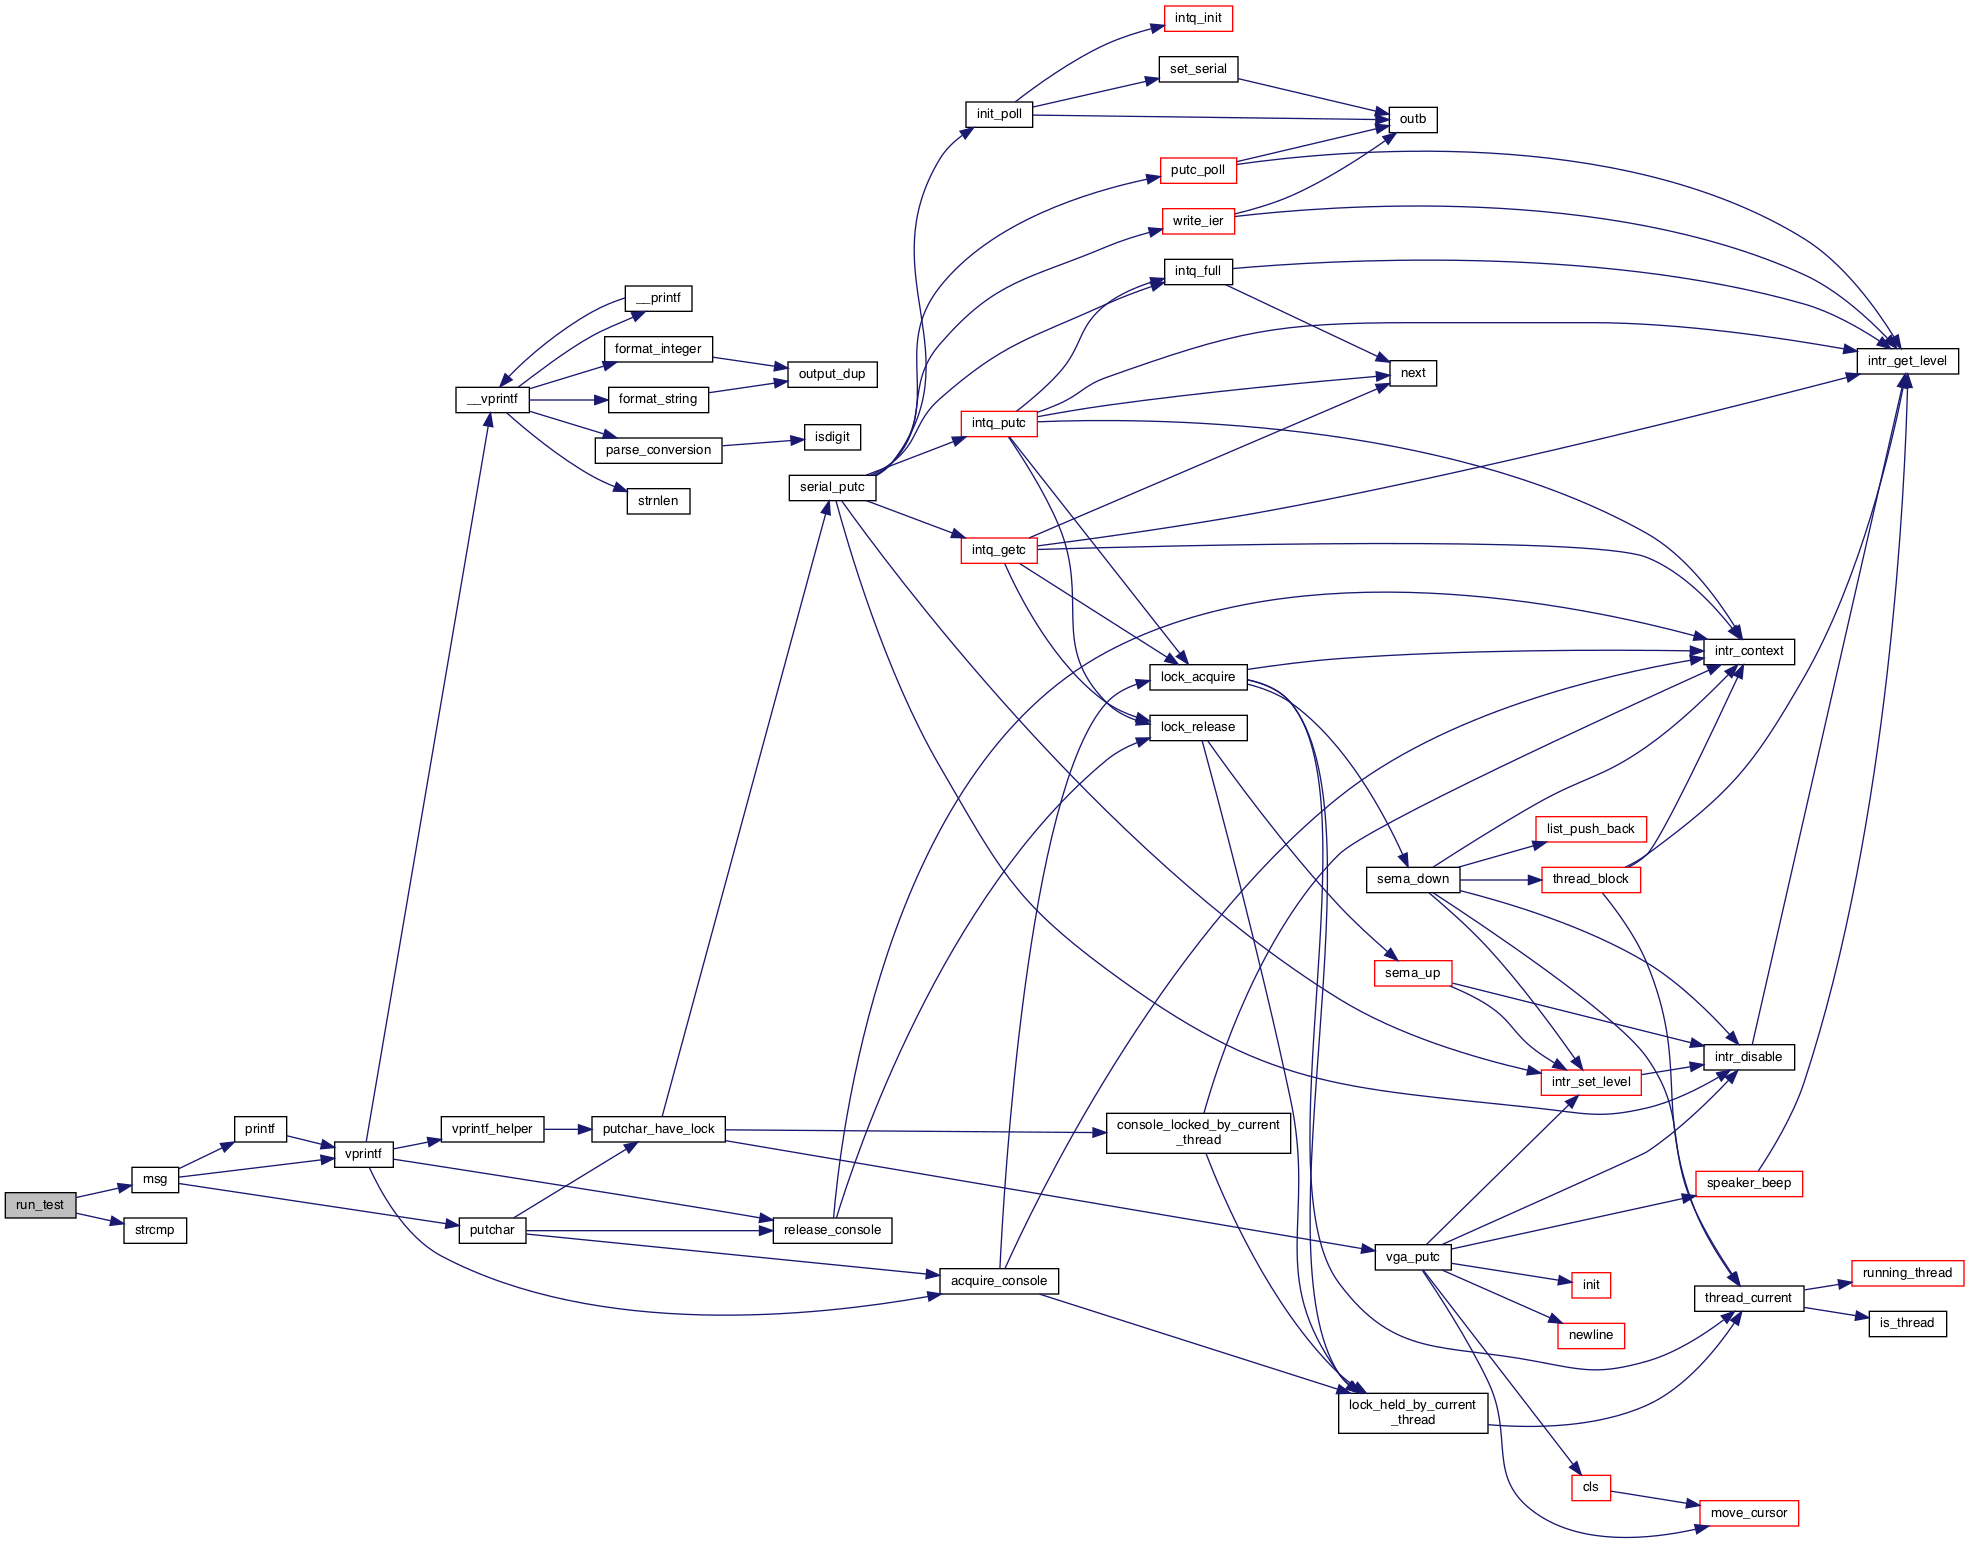 intq_init
set_serial
init_poll
outb
putc_poll
write_ier
intq_full
__printf
format_integer
intr_get_level
output_dup
next
__vprintf
format_string
intq_putc
isdigit
parse_conversion
serial_putc
strnlen
intq_getc
intr_context
lock_acquire
lock_release
list_push_back
sema_down
thread_block
sema_up
intr_disable
intr_set_level
printf
vprintf_helper
putchar_have_lock
console_locked_by_current
_thread
vprintf
msg
speaker_beep
run_test
strcmp
putchar
release_console
vga_putc
running_thread
acquire_console
init
thread_current
is_thread
newline
lock_held_by_current
_thread
cls
move_cursor